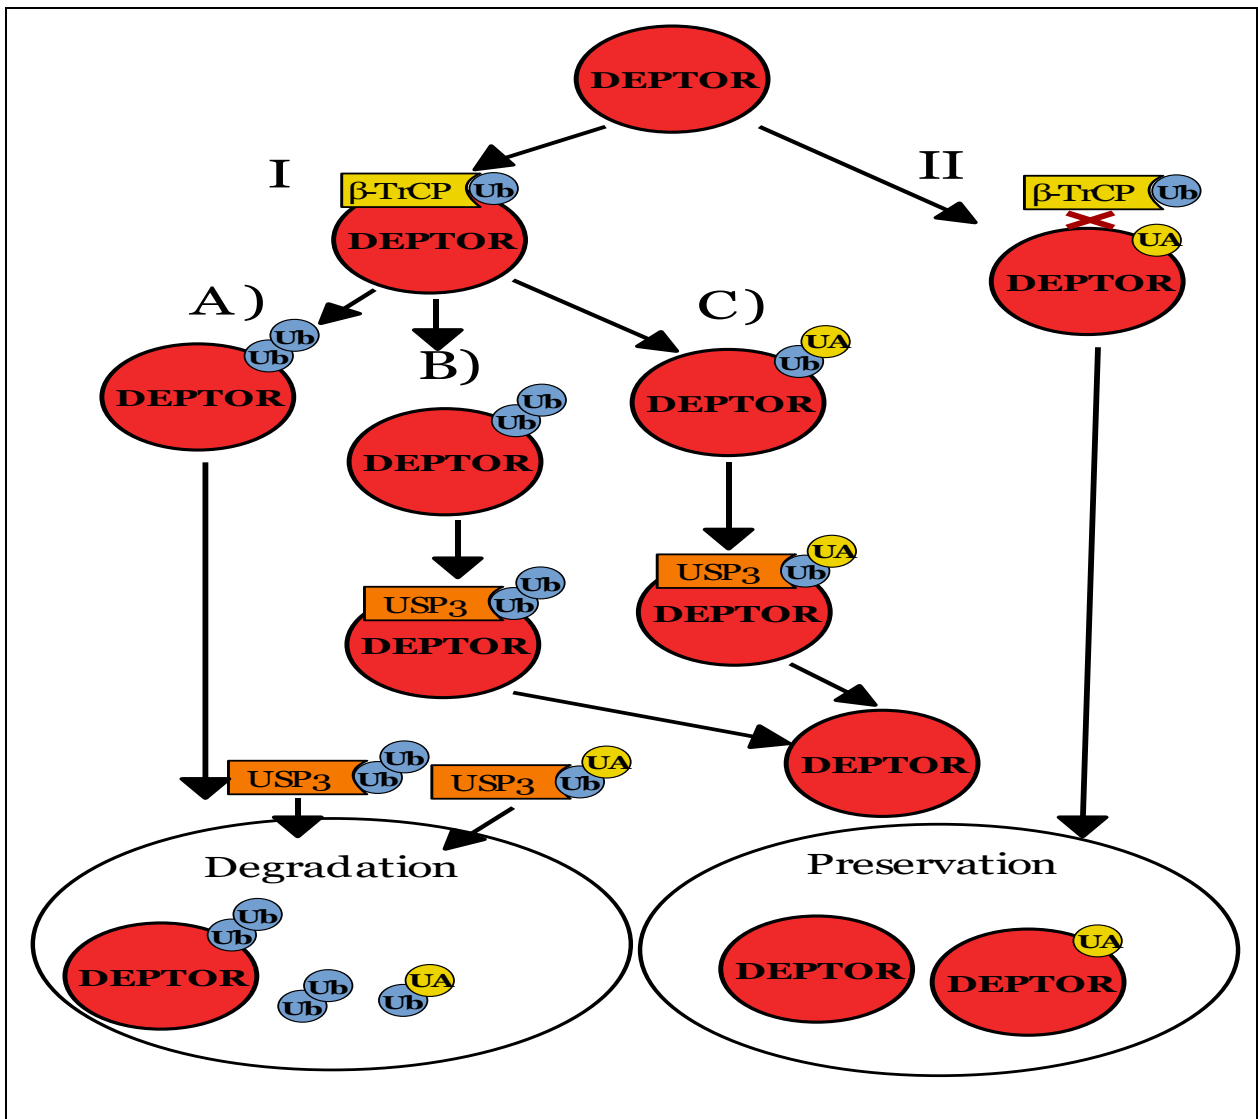 DEPTOR
I
II
β-TrCP Ub
DEPTOR
β-TrCP Ub
UA
DEPTOR
A)
Ub
Ub
DEPTOR
B)
Ub
Ub
DEPTOR
C)
UA
Ub
DEPTOR
Ub
USP3 Ub
DEPTOR
UA
USP3 Ub
DEPTOR
DEPTOR
Ub
USP3 Ub
UA
USP3 Ub
Degradation
Ub
Ub
DEPTOR
Ub
Ub
UA
Ub
Preservation
DEPTOR
UA
DEPTOR